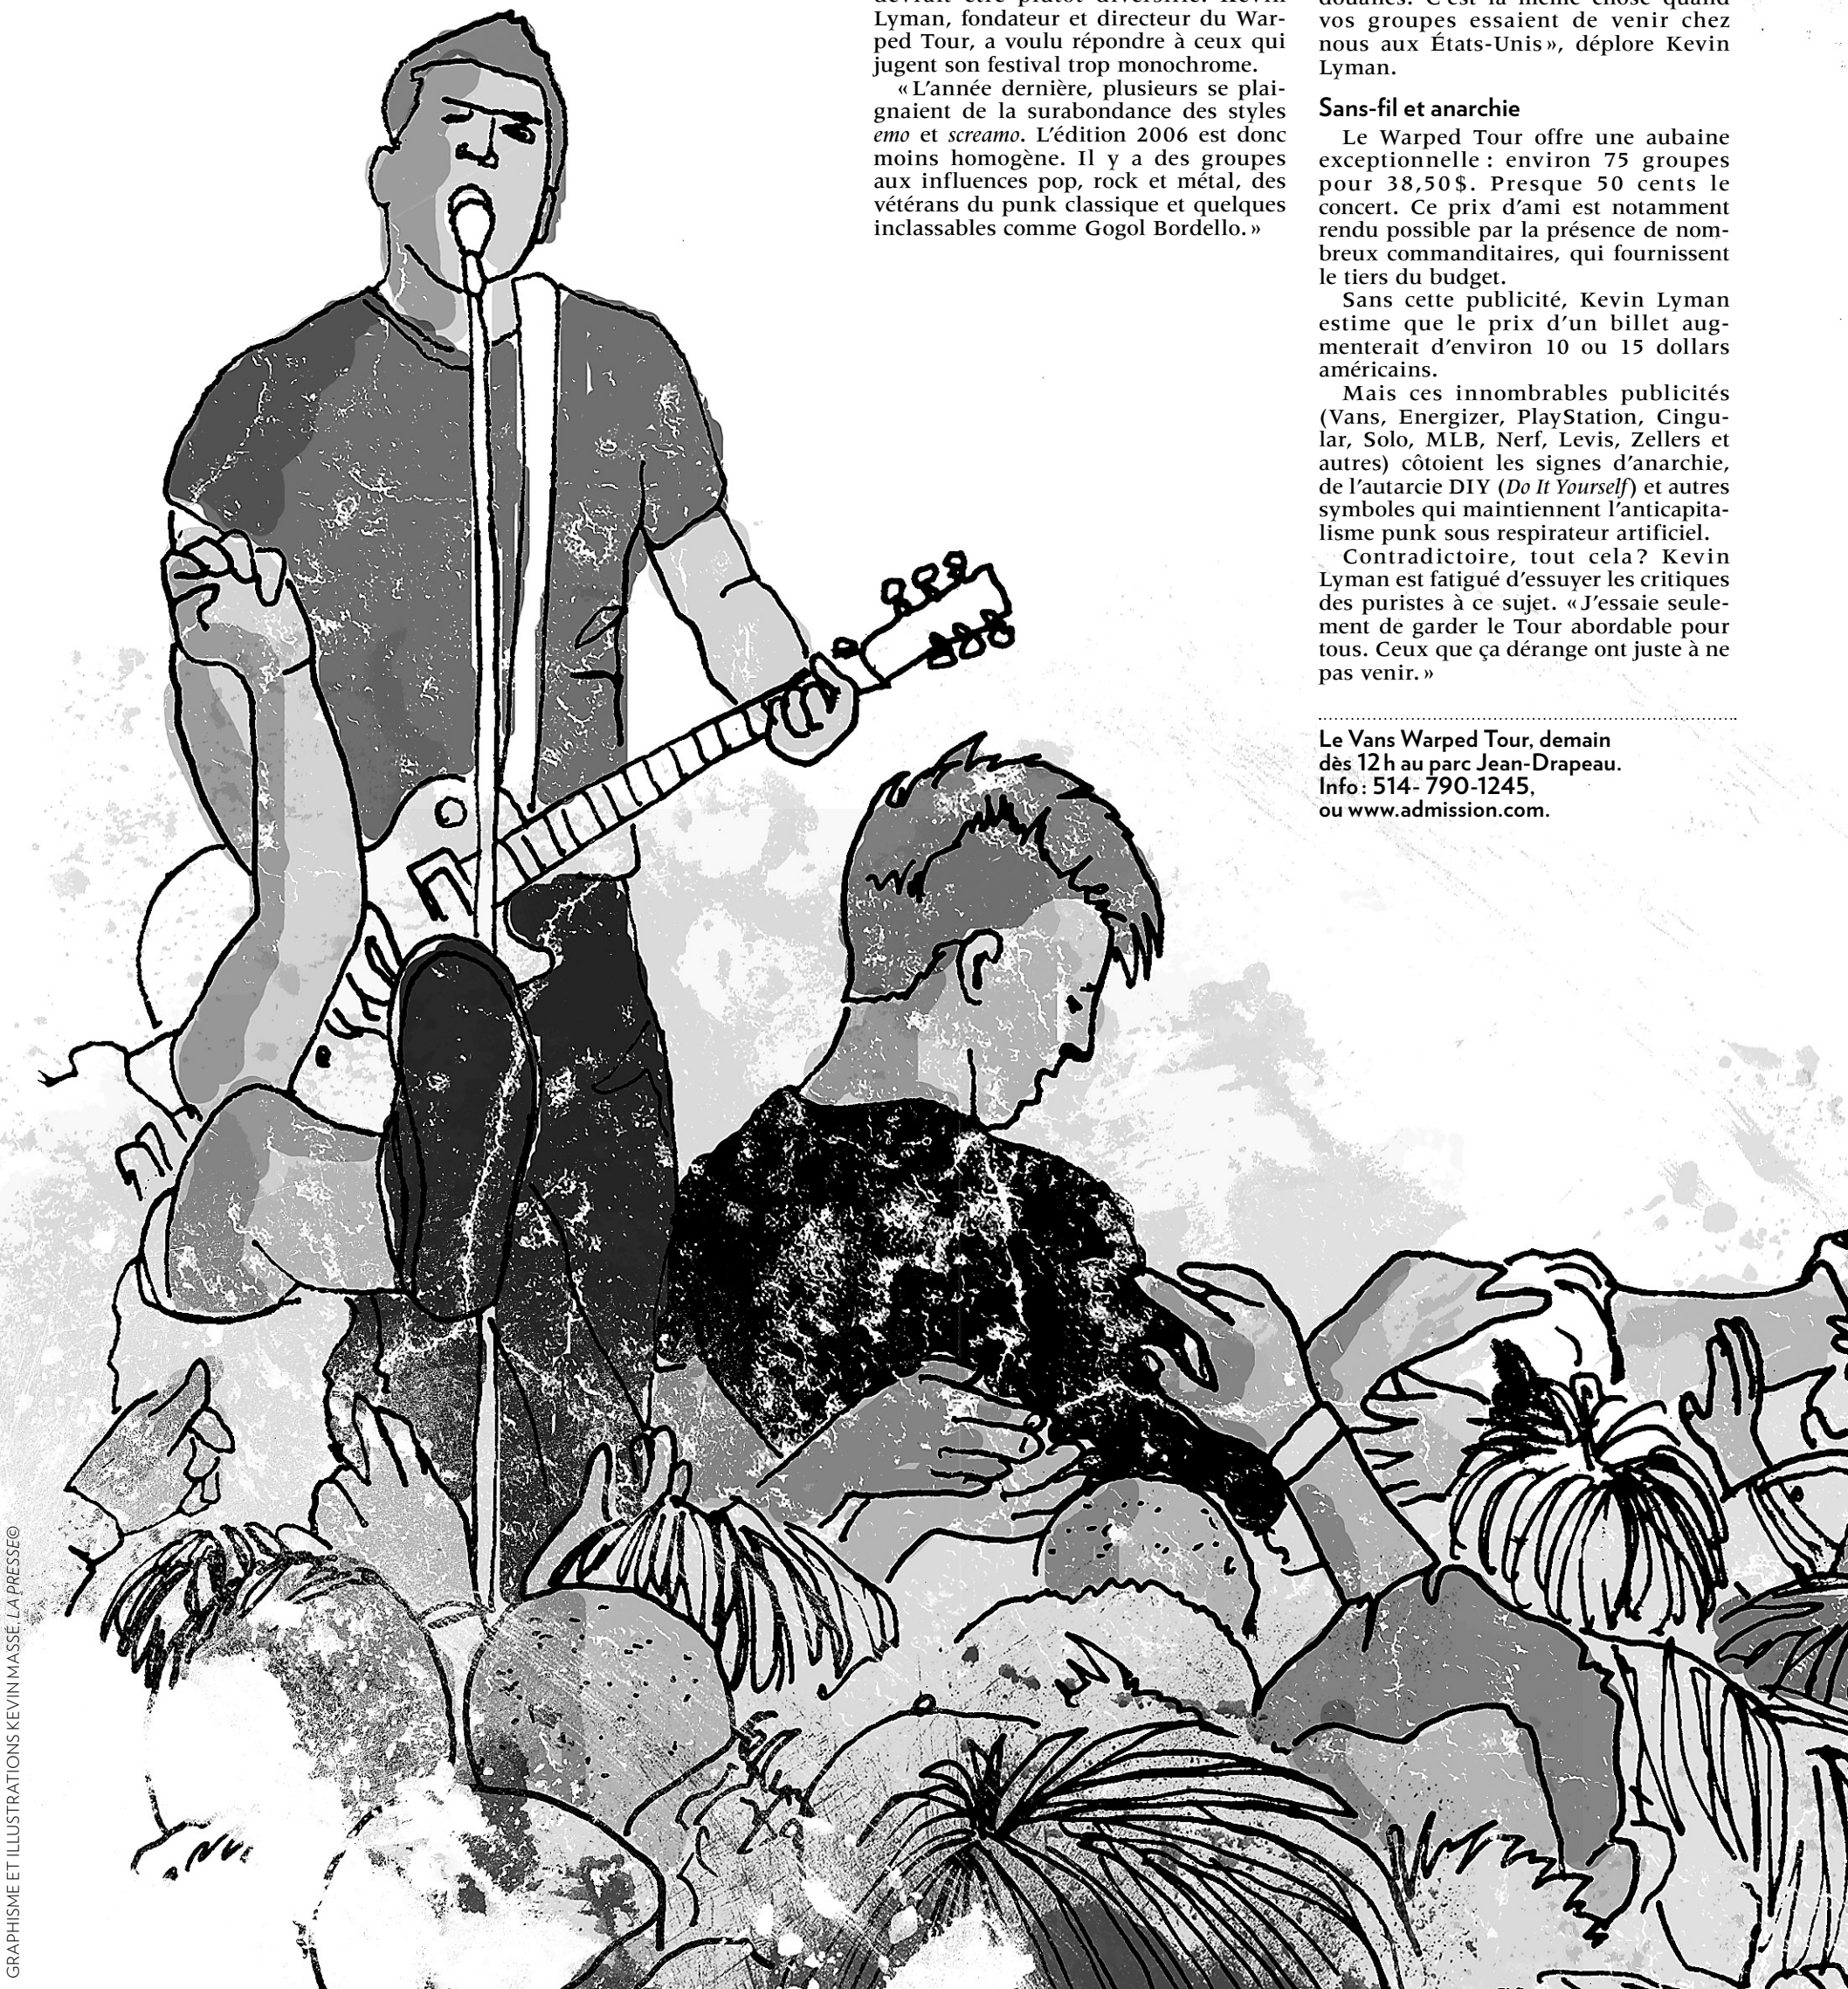 devrait être plutôt diversifié. Kevin
Lyman, fondateur et directeur du War-
ped Tour, a voulu répondre à ceux qui
jugent son festival trop monochrome.
« L'année dernière, plusieurs se plai-
gnaient de la surabondance des styles
emo et screamo. L'édition 2006 est donc
moins homogène. Il y a des groupes
aux influences pop, rock et métal, des
vétérans du punk classique et quelques
inclassables comme Gogol Bordello. »
douanes. C'est la même chose quand
vos groupes essaient de venir chez
nous aux États-Unis », déplore Kevin
Lyman.
Sans-fil et anarchie
Le Warped Tour offre une aubaine
exceptionnelle : environ 75 groupes
pour 38,50 $. Presque 50 cents le
concert. Ce prix d'ami est notamment
rendu possible par la présence de nom-
breux commanditaires, qui fournissent
le tiers du budget.
Sans cette publicité, Kevin Lyman
estime que le prix d'un billet aug-
menterait d'environ 10 ou 15 dollars
américains.
Mais ces innombrables publicités
(Vans, Energizer, PlayStation, Cingu-
lar, Solo, MLB, Nerf, Levis, Zellers et
autres) côtoient les signes d'anarchie,
de l'autarcie DIY (Do It Yourself) et autres
symboles qui maintiennent l'anticapita-
lisme punk sous respirateur artificiel.
Contradictoire, tout cela ? Kevin
Lyman est fatigué d'essuyer les critiques
des puristes à ce sujet. « J'essaie seule-
ment de garder le Tour abordable pour
tous. Ceux que ça dérange ont juste à ne
pas venir. »
Le Vans Warped Tour, demain
dès 12 h au parc Jean-Drapeau.
Info : 514- 790-1245,
ou www.admission.com.
GRAPHISME ET ILLUSTRATIONS KEVIN MASSÉ, LA PRESSE ©